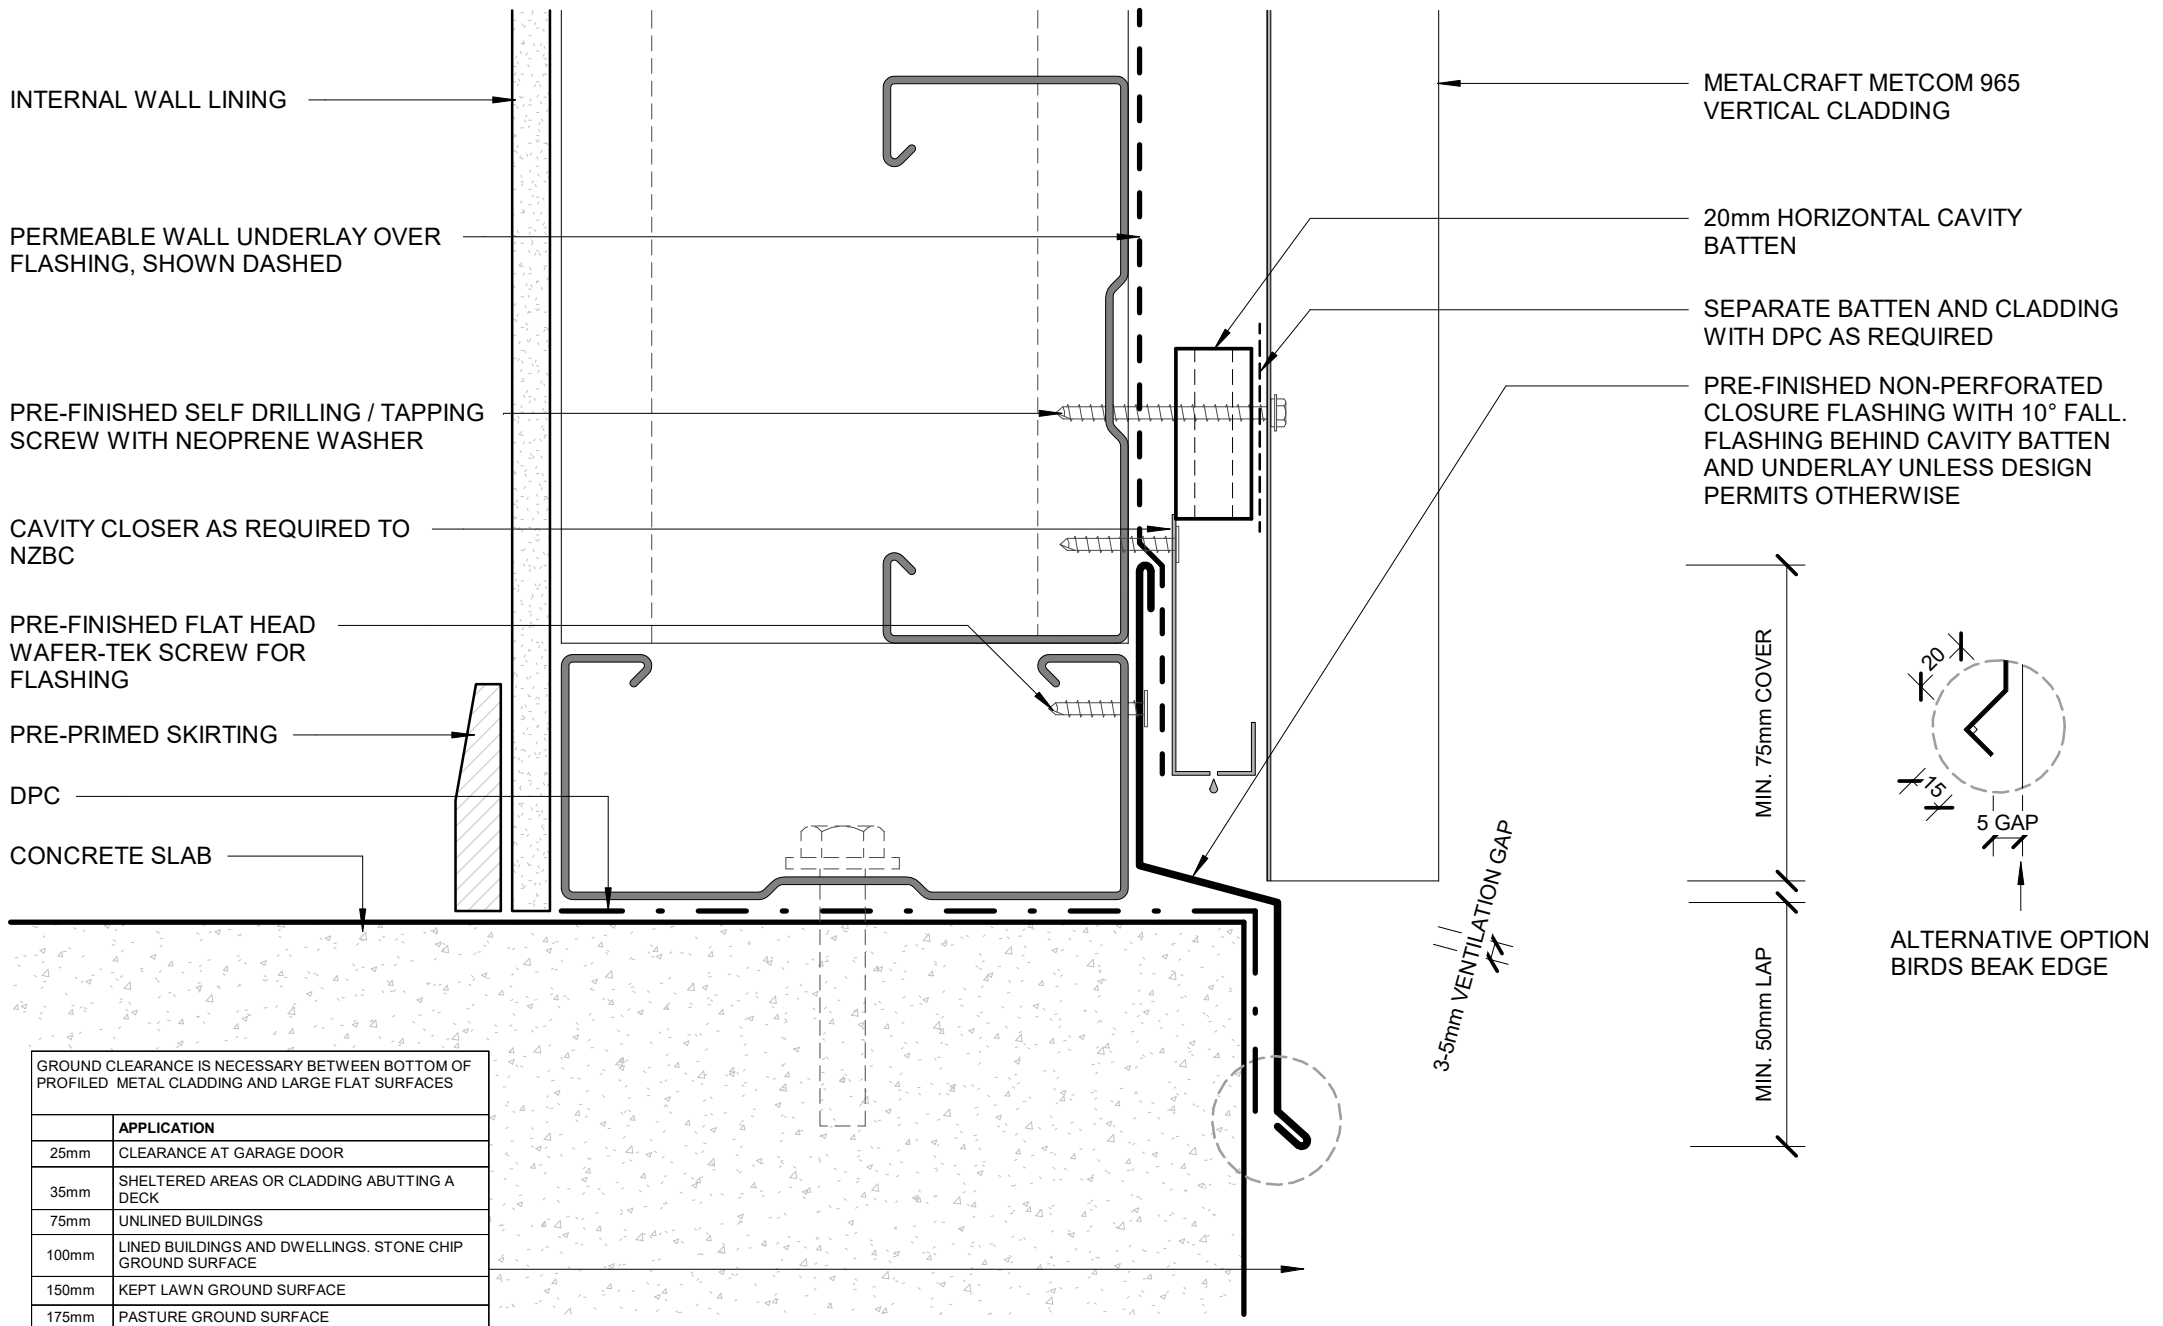 INTERNAL WALL LINING
PERMEABLE WALL UNDERLAY OVER
FLASHING, SHOWN DASHED
PRE-FINISHED SELF DRILLING / TAPPING
SCREW WITH NEOPRENE WASHER
CAVITY CLOSER AS REQUIRED TO
NZBC
PRE-FINISHED FLAT HEAD
WAFER-TEK SCREW FOR
FLASHING
PRE-PRIMED SKIRTING
DPC
CONCRETE SLAB
METALCRAFT METCOM 965
VERTICAL CLADDING
20mm HORIZONTAL CAVITY
BATTEN
SEPARATE BATTEN AND CLADDING
WITH DPC AS REQUIRED
PRE-FINISHED NON-PERFORATED
CLOSURE FLASHING WITH 10° FALL.
FLASHING BEHIND CAVITY BATTEN
AND UNDERLAY UNLESS DESIGN
PERMITS OTHERWISE
MIN. 75mm COVER
MIN. 50mm LAP
3-5mm VENTILATION GAP
20
15
5 GAP
ALTERNATIVE OPTION
BIRDS BEAK EDGE
GROUND CLEARANCE IS NECESSARY BETWEEN BOTTOM OF
PROFILED METAL CLADDING AND LARGE FLAT SURFACES
APPLICATION
25mm CLEARANCE AT GARAGE DOOR
35mm SHELTERED AREAS OR CLADDING ABUTTING A
DECK
75mm UNLINED BUILDINGS
100mm LINED BUILDINGS AND DWELLINGS. STONE CHIP
GROUND SURFACE
150mm KEPT LAWN GROUND SURFACE
175mm PASTURE GROUND SURFACE